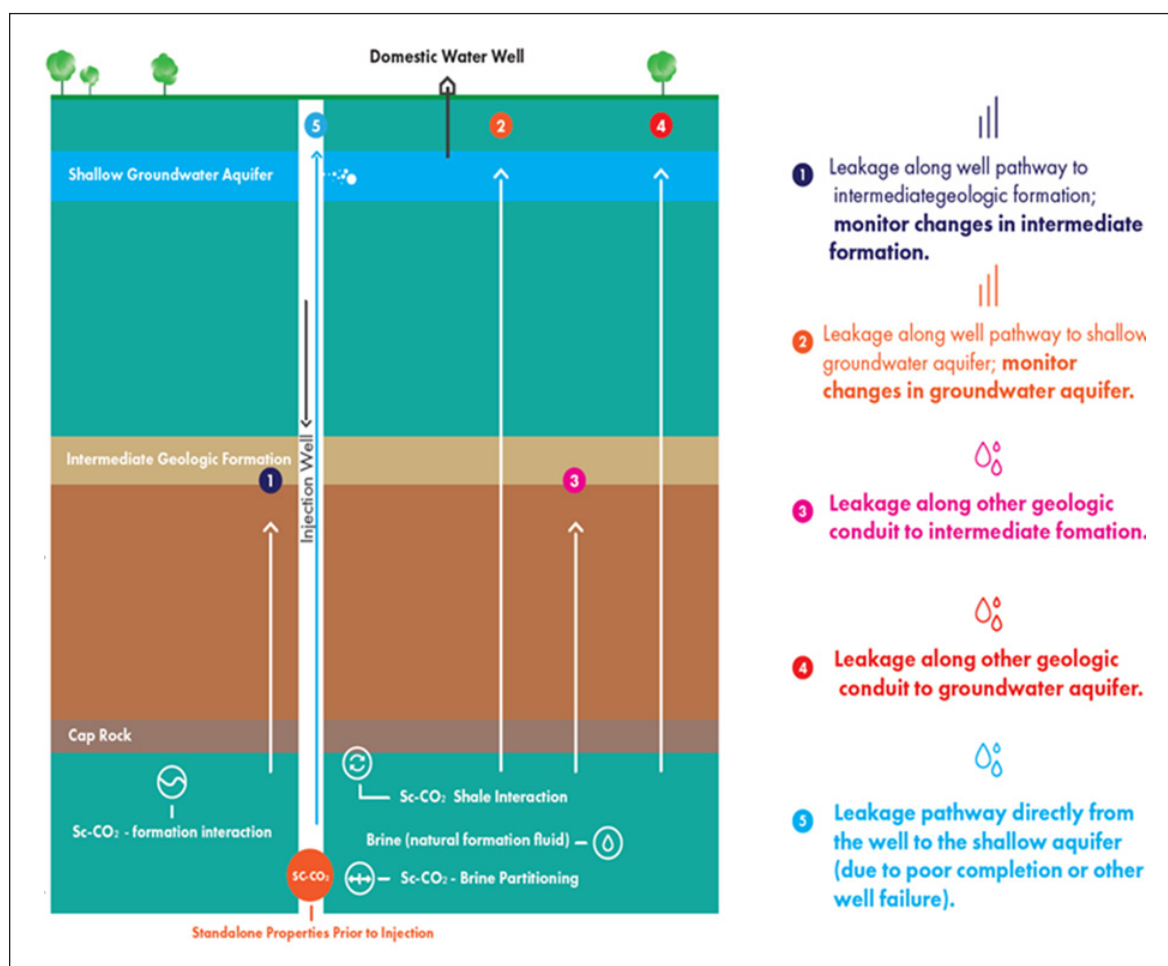 Domestic Water Well
5
2
4
Shallow Groundwater Aquifer
Injection Well
Intermediate Geologic Formation
1
3
Cap Rock
Sc-CO₂ Shale Interaction
Sc-CO₂ - formation interaction
Brine (natural formation fluid)
SC-CO₂
Sc-CO₂ - Brine Partitioning
Standalone Properties Prior to Injection
1 Leakage along well pathway to
intermediategeologic formation;
monitor changes in intermediate
formation.
2 Leakage along well pathway to shallow
groundwater aquifer; monitor
changes in groundwater aquifer.
3 Leakage along other geologic
conduit to intermediate fomation.
4 Leakage along other geologic
conduit to groundwater aquifer.
5 Leakage pathway directly from
the well to the shallow aquifer
(due to poor completion or other
well failure).